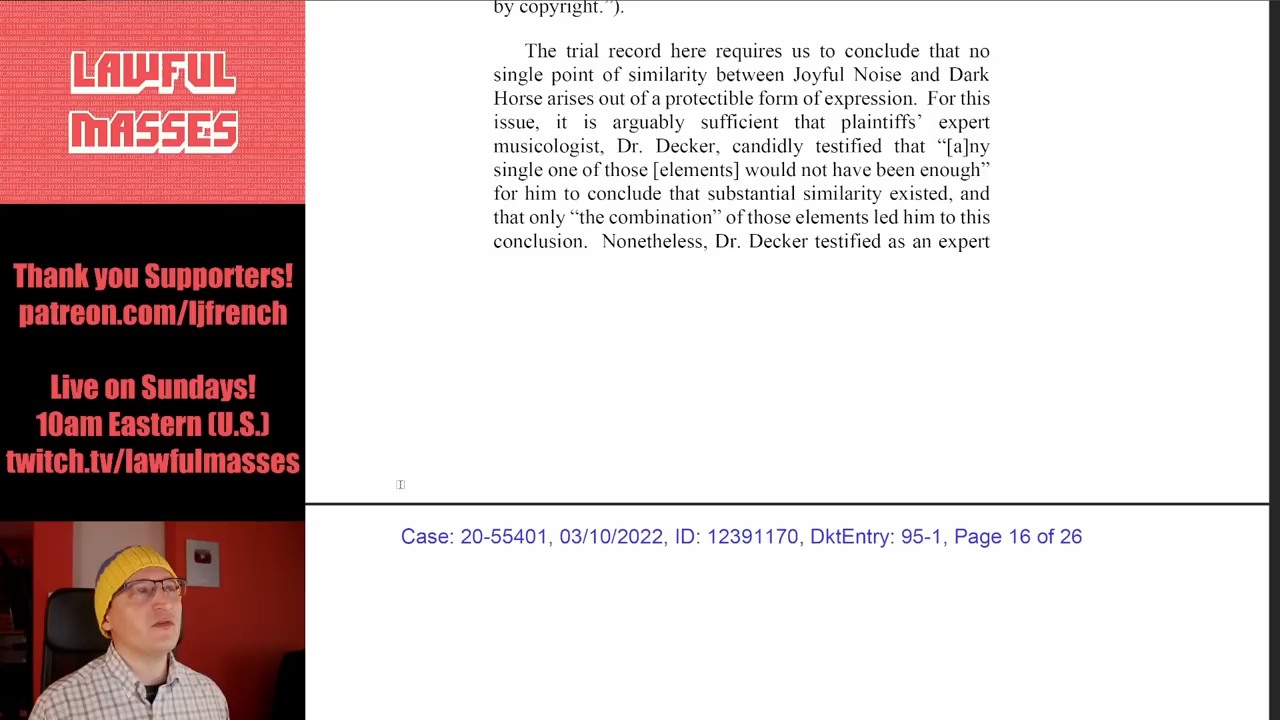 LAWFUL
MASSES
Thank you Supporters!
patreon.com/ljfrench
Live on Sundays!
10am Eastern (U.S.)
twitch.tv/lawfulmasses
by copyright.”).
The trial record here requires us to conclude that no
single point of similarity between Joyful Noise and Dark
Horse arises out of a protectible form of expression. For this
issue, it is arguably sufficient that plaintiffs’ expert
musicologist, Dr. Decker, candidly testified that “[a]ny
single one of those [elements] would not have been enough”
for him to conclude that substantial similarity existed, and
that only “the combination” of those elements led him to this
conclusion. Nonetheless, Dr. Decker testified as an expert
Case: 20-55401, 03/10/2022, ID: 12391170, DktEntry: 95-1, Page 16 of 26